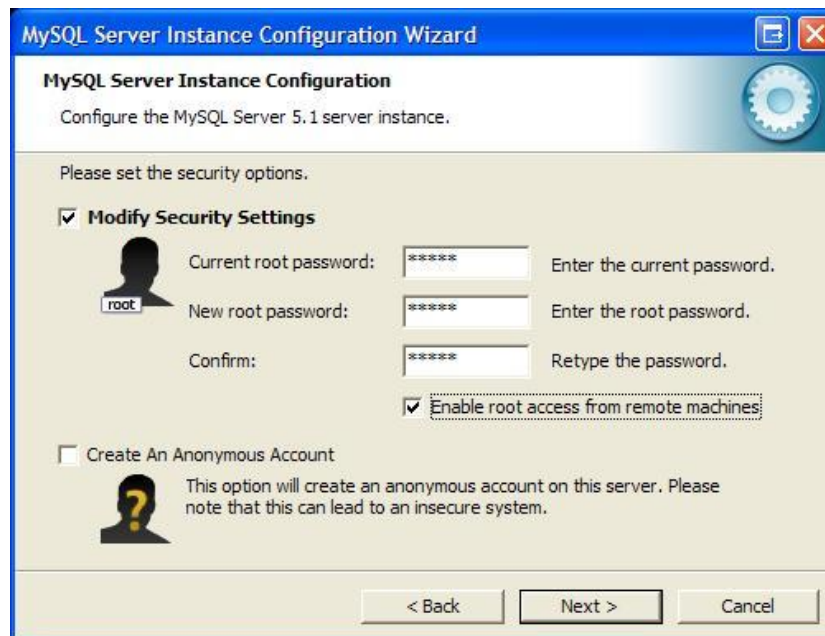 MySQL Server Instance Configuration Wizard
MySQL Server Instance Configuration
Configure the MySQL Server 5.1 server instance.
Please set the security options.
Modify Security Settings
root
Current root password: ***** Enter the current password.
New root password: ***** Enter the root password.
Confirm: ***** Retype the password.
Enable root access from remote machines
Create An Anonymous Account
?
This option will create an anonymous account on this server. Please
note that this can lead to an insecure system.
< Back Next > Cancel